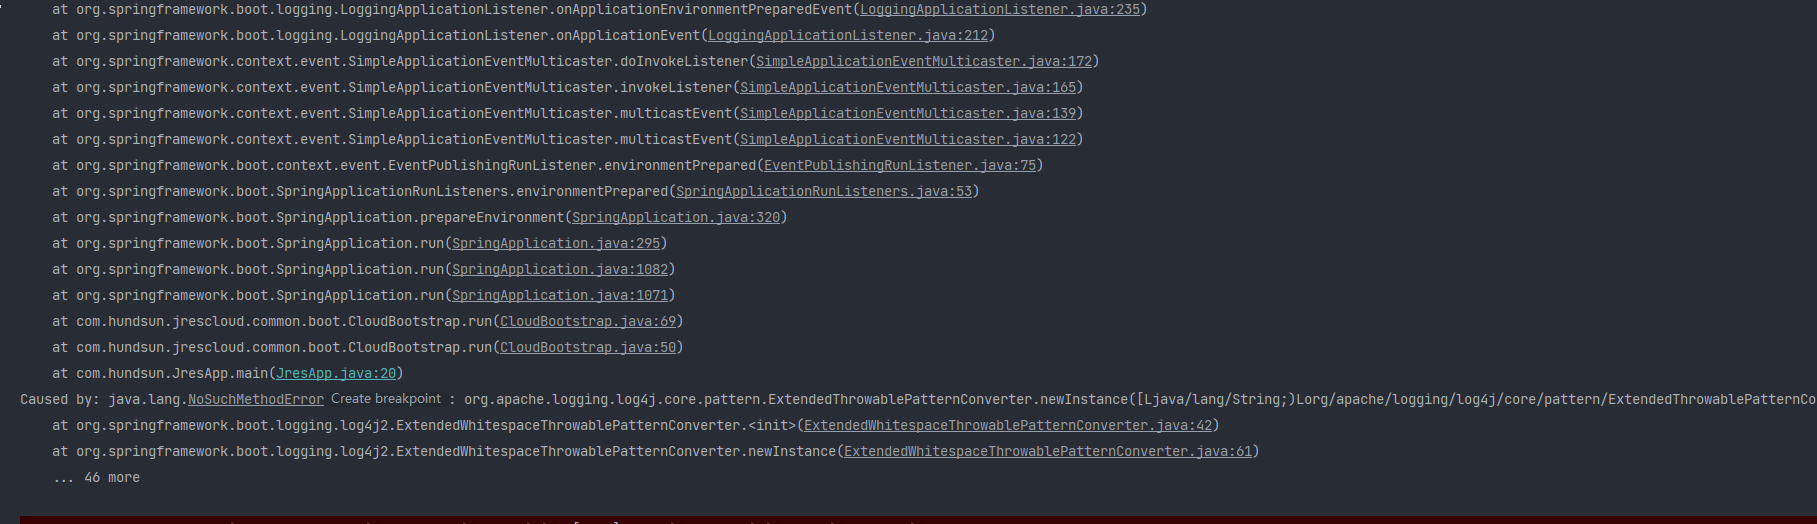 at org.springframework.boot.logging.LoggingApplicationListener.onApplicationEnvironmentPreparedEvent(LoggingApplicationListener.java:235)
at org.springframework.boot.logging.LoggingApplicationListener.onApplicationEvent(LoggingApplicationListener.java:212)
at org.springframework.context.event.SimpleApplicationEventMulticaster.doInvokeListener(SimpleApplicationEventMulticaster.java:172)
at org.springframework.context.event.SimpleApplicationEventMulticaster.invokeListener(SimpleApplicationEventMulticaster.java:165)
at org.springframework.context.event.SimpleApplicationEventMulticaster.multicastEvent(SimpleApplicationEventMulticaster.java:139)
at org.springframework.context.event.SimpleApplicationEventMulticaster.multicastEvent(SimpleApplicationEventMulticaster.java:122)
at org.springframework.boot.context.event.EventPublishingRunListener.environmentPrepared(EventPublishingRunListener.java:75)
at org.springframework.boot.SpringApplicationRunListeners.environmentPrepared(SpringApplicationRunListeners.java:53)
at org.springframework.boot.SpringApplication.prepareEnvironment(SpringApplication.java:320)
at org.springframework.boot.SpringApplication.run(SpringApplication.java:295)
at org.springframework.boot.SpringApplication.run(SpringApplication.java:1082)
at org.springframework.boot.SpringApplication.run(SpringApplication.java:1071)
at com.hundsun.jrescloud.common.boot.CloudBootstrap.run(CloudBootstrap.java:69)
at com.hundsun.jrescloud.common.boot.CloudBootstrap.run(CloudBootstrap.java:50)
at com.hundsun.JresApp.main(JresApp.java:20)
Caused by: java.lang.NoSuchMethodError Create breakpoint : org.apache.logging.log4j.core.pattern.ExtendedThrowablePatternConverter.newInstance([Ljava/lang/String;)Lorg/apache/logging/log4j/core/pattern/ExtendedThrowablePatternCo
at org.springframework.boot.logging.log4j2.ExtendedWhitespaceThrowablePatternConverter.<init>(ExtendedWhitespaceThrowablePatternConverter.java:42)
at org.springframework.boot.logging.log4j2.ExtendedWhitespaceThrowablePatternConverter.newInstance(ExtendedWhitespaceThrowablePatternConverter.java:61)
... 46 more